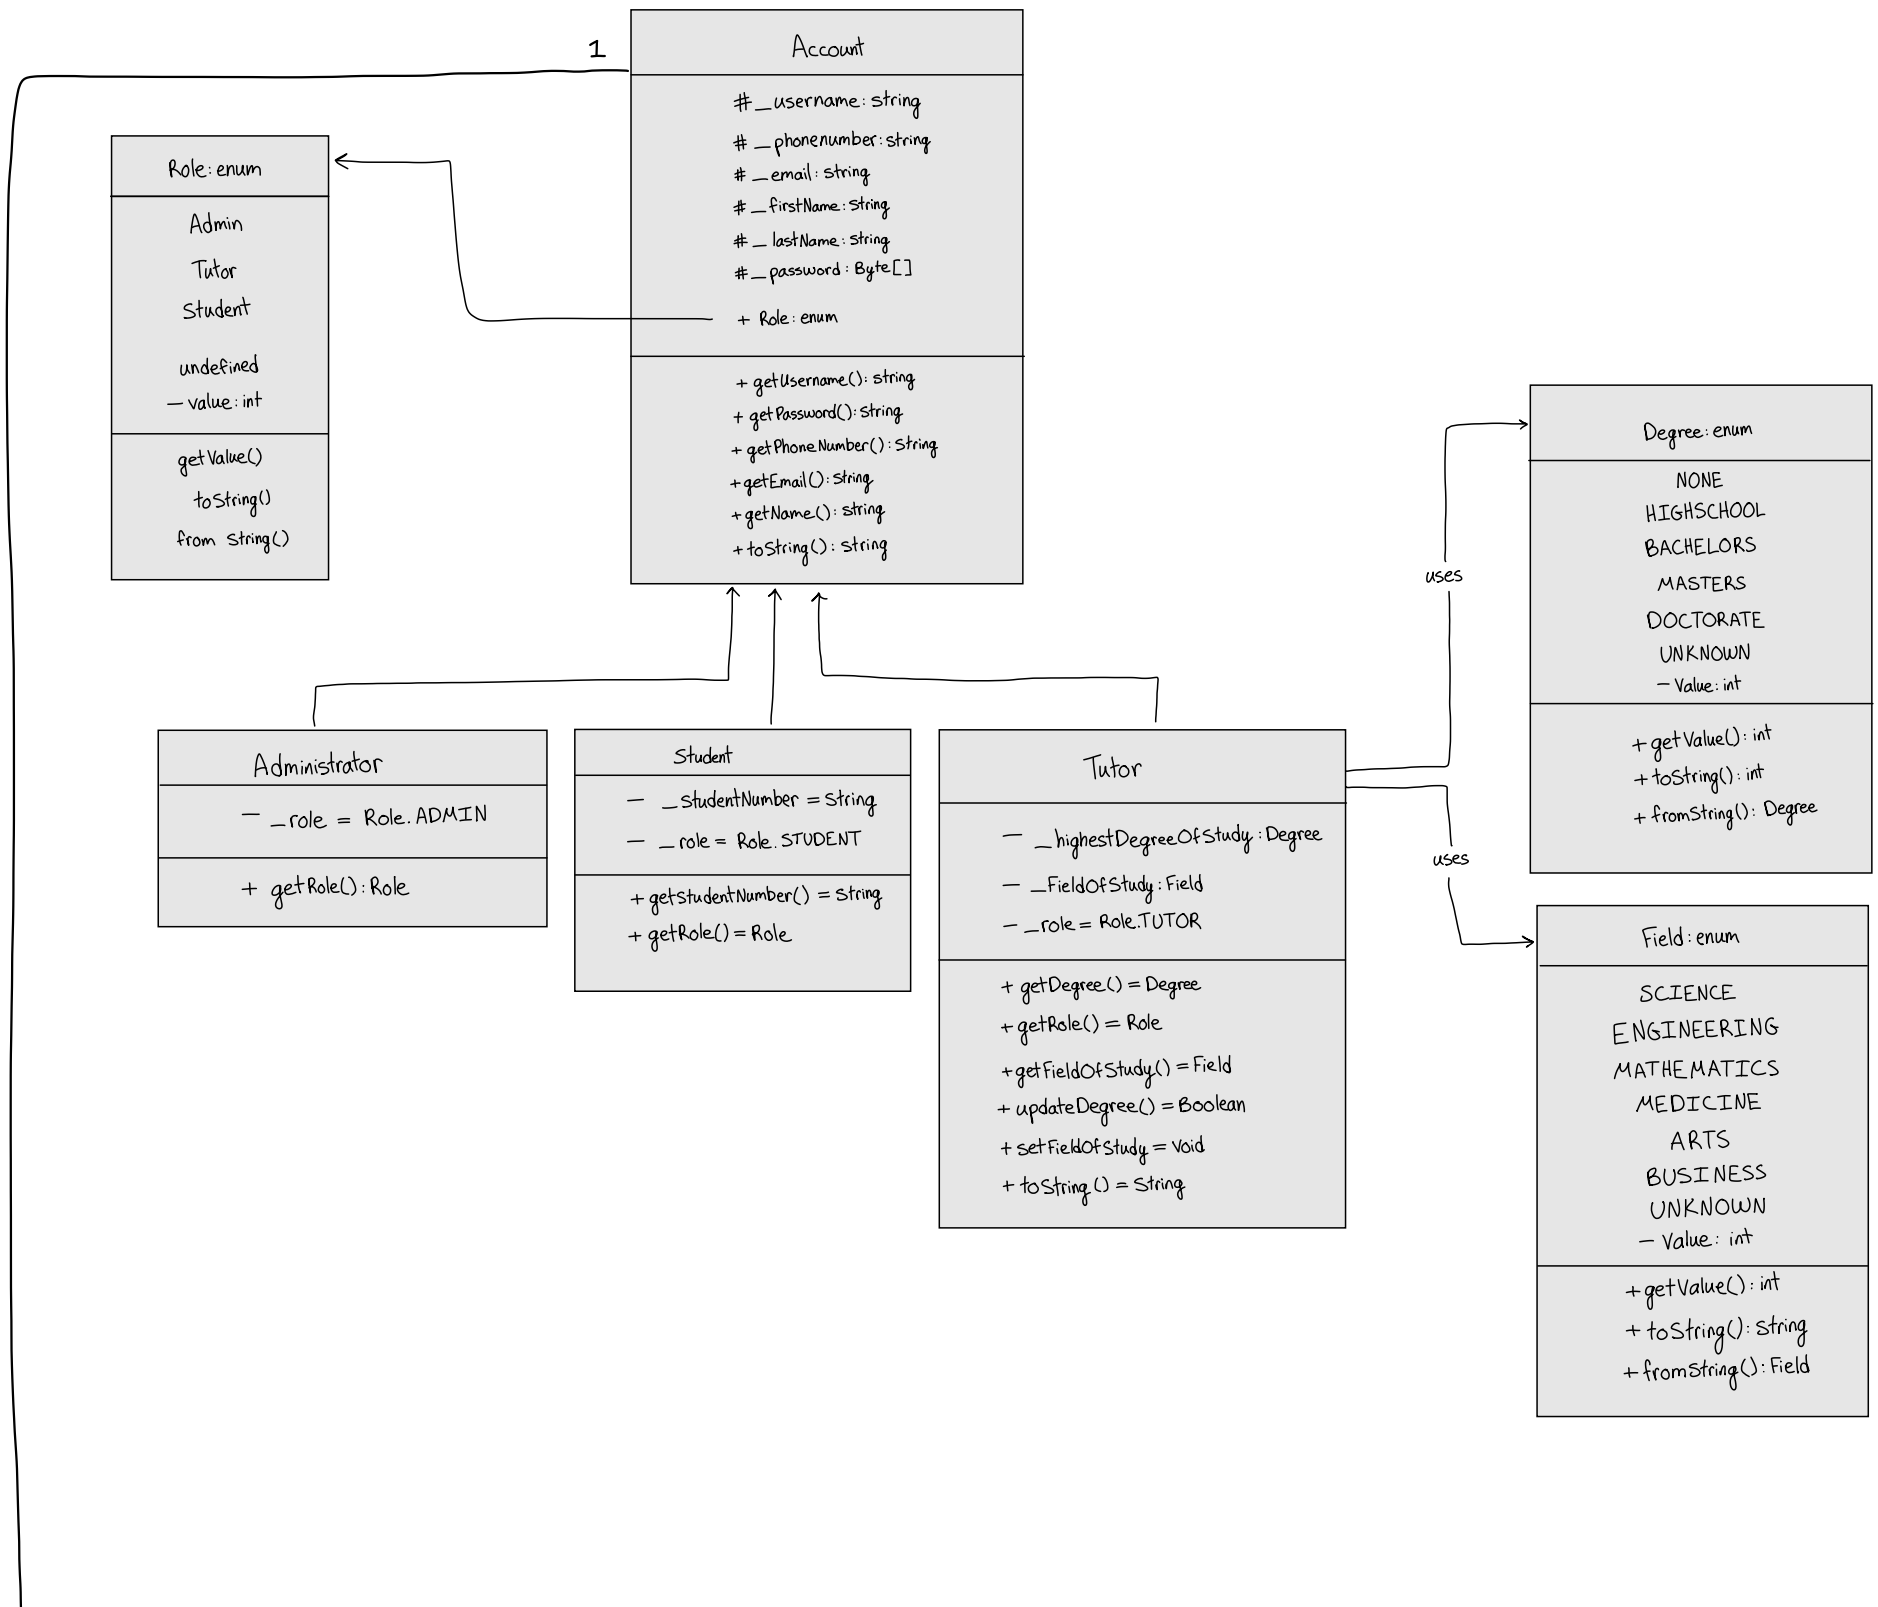 1
Account
#_username: string
#_phonenumber: string
#_email: string
#_firstName: string
#_lastName: string
#_password: Byte[]
+ Role: enum
+ getUsername(): string
+ getPassword(): string
+ getPhoneNumber(): string
+ getEmail(): string
+ getName(): string
+ toString(): string
Role: enum
Admin
Tutor
Student
undefined
- value: int
getValue()
toString()
from String()
Administrator
- _role = Role.ADMIN
+ getRole(): Role
Student
- _studentNumber = String
- _role = Role.STUDENT
+ getStudentNumber() = String
+ getRole() = Role
Tutor
- _highestDegreeOfStudy: Degree
- _FieldOfStudy: Field
- _role = Role.TUTOR
+ getDegree() = Degree
+ getRole() = Role
+ getFieldOfStudy() = Field
+ updateDegree() = Boolean
+ setFieldOfStudy = Void
+ toString() = String
uses
uses
Degree: enum
NONE
HIGHSCHOOL
BACHELORS
MASTERS
DOCTORATE
UNKNOWN
- Value: int
+ getValue(): int
+ toString(): int
+ fromString(): Degree
Field: enum
SCIENCE
ENGINEERING
MATHEMATICS
MEDICINE
ARTS
BUSINESS
UNKNOWN
- Value: int
+ getValue(): int
+ toString(): String
+ fromString(): Field